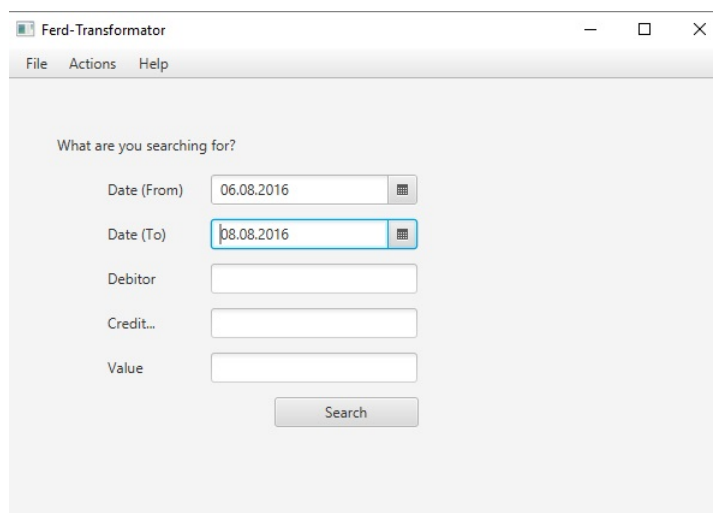 Ferd-Transformator
File Actions Help
What are you searching for?
Date (From) 06.08.2016
Date (To) 08.08.2016
Debitor
Credit...
Value
Search